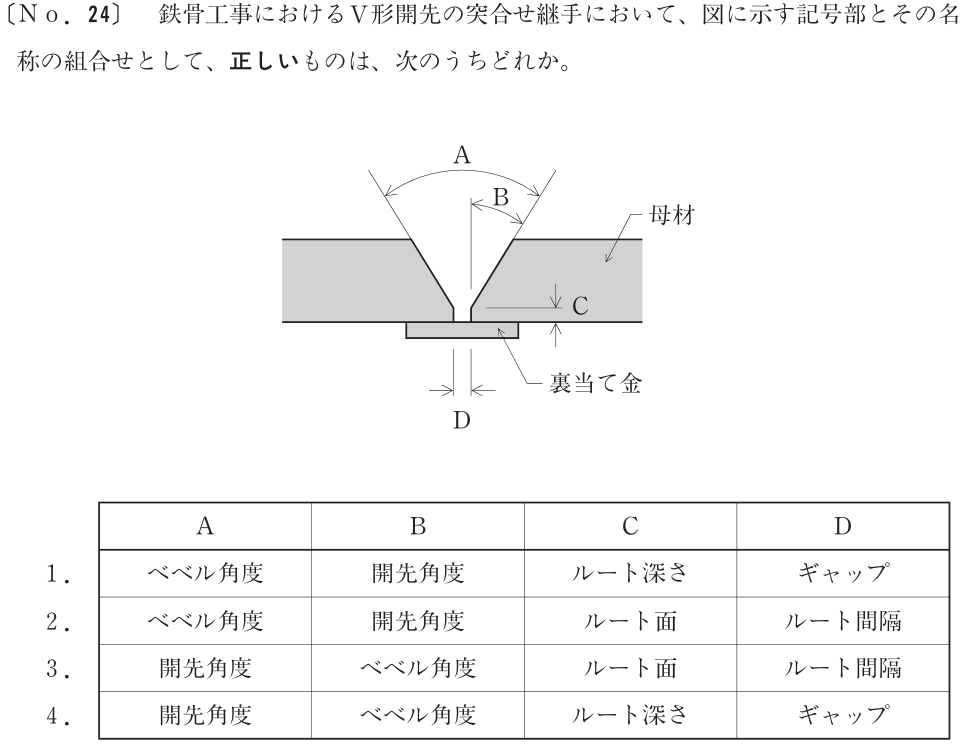 〔Ｎｏ．24〕　鉄骨工事におけるＶ形開先の突合せ継手において、図に示す記号部とその名
称の組合せとして、正しいものは、次のうちどれか。
A
B
母材
C
裏当て金
D
A　B　C　D
1．　ベベル角度　開先角度　ルート深さ　ギャップ
2．　ベベル角度　開先角度　ルート面　ルート間隔
3．　開先角度　ベベル角度　ルート面　ルート間隔
4．　開先角度　ベベル角度　ルート深さ　ギャップ